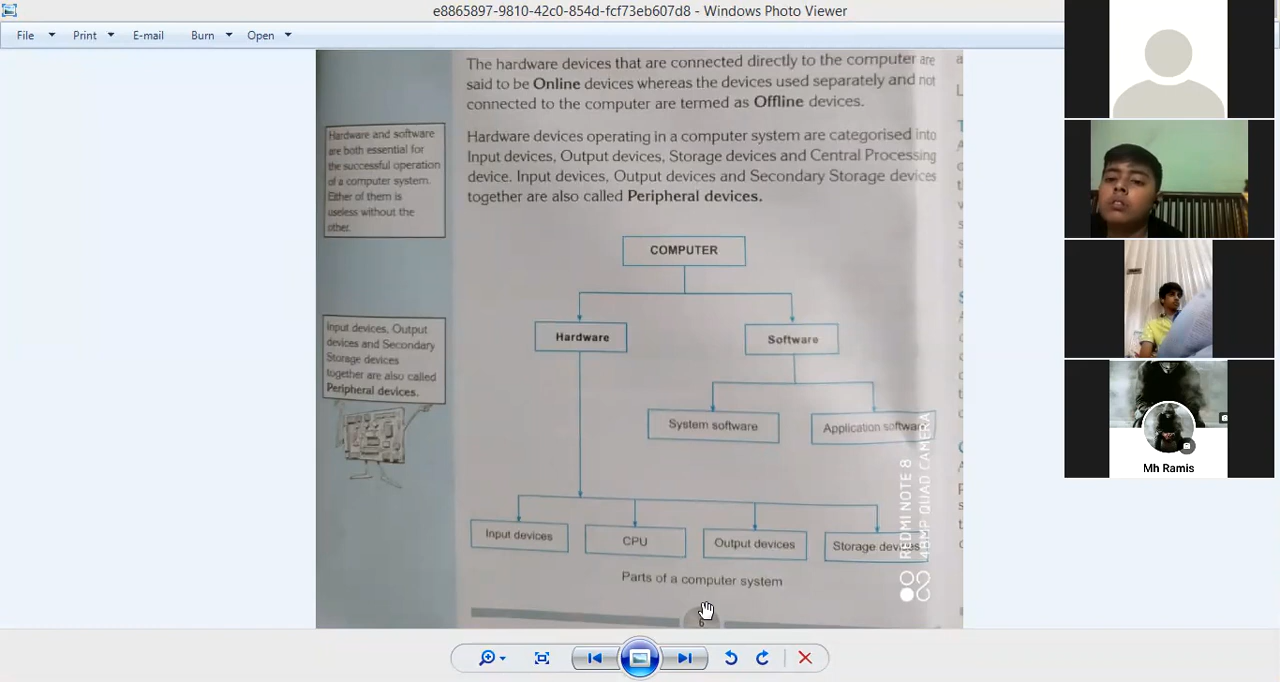 e8865897-9810-42c0-854d-fcf73eb607d8 - Windows Photo Viewer
File Print E-mail Burn Open
The hardware devices that are connected directly to the computer are
said to be Online devices whereas the devices used separately and not
connected to the computer are termed as Offline devices.
Hardware and software
are both essential for
the successful operation
of a computer system.
Either of them is
useless without the
other.
Hardware devices operating in a computer system are categorised into
Input devices, Output devices, Storage devices and Central Processing
device. Input devices, Output devices and Secondary Storage devices
together are also called Peripheral devices.
COMPUTER
Hardware
Software
Input devices, Output
devices and Secondary
Storage devices
together are also called
Peripheral devices.
System software
Application software
Input devices
CPU
Output devices
Storage devices
Parts of a computer system
6
REDMI NOTE 8
48MP QUAD CAMERA
Mh Ramis